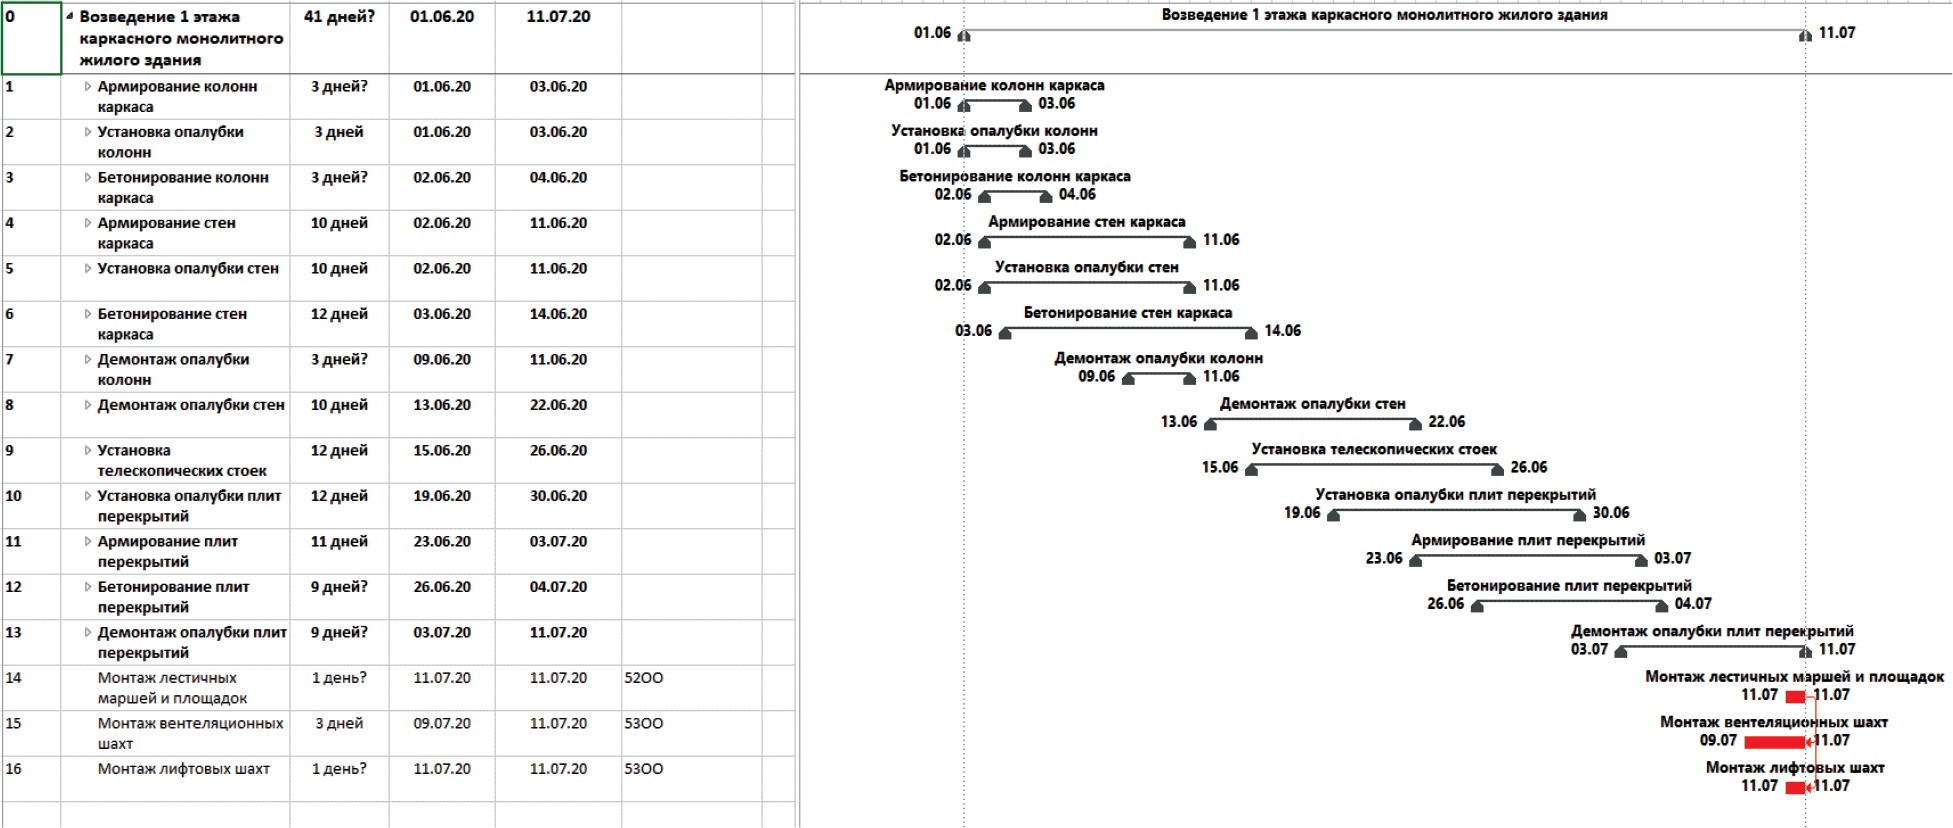 0 Возведение 1 этажа 41 дней? 01.06.20 11.07.20
каркасного монолитного
жилого здания
Возведение 1 этажа каркасного монолитного жилого здания
01.06 11.07
1 Армирование колонн 3 дней? 01.06.20 03.06.20
каркаса
Армирование колонн каркаса
01.06 03.06
2 Установка опалубки 3 дней 01.06.20 03.06.20
колонн
Установка опалубки колонн
01.06 03.06
3 Бетонирование колонн 3 дней? 02.06.20 04.06.20
каркаса
Бетонирование колонн каркаса
02.06 04.06
4 Армирование стен 10 дней 02.06.20 11.06.20
каркаса
Армирование стен каркаса
02.06 11.06
5 Установка опалубки стен 10 дней 02.06.20 11.06.20
Установка опалубки стен
02.06 11.06
6 Бетонирование стен 12 дней 03.06.20 14.06.20
каркаса
Бетонирование стен каркаса
03.06 14.06
7 Демонтаж опалубки 3 дней? 09.06.20 11.06.20
колонн
Демонтаж опалубки колонн
09.06 11.06
8 Демонтаж опалубки стен 10 дней 13.06.20 22.06.20
Демонтаж опалубки стен
13.06 22.06
9 Установка 12 дней 15.06.20 26.06.20
телескопических стоек
Установка телескопических стоек
15.06 26.06
10 Установка опалубки плит 12 дней 19.06.20 30.06.20
перекрытий
Установка опалубки плит перекрытий
19.06 30.06
11 Армирование плит 11 дней 23.06.20 03.07.20
перекрытий
Армирование плит перекрытий
23.06 03.07
12 Бетонирование плит 9 дней? 26.06.20 04.07.20
перекрытий
Бетонирование плит перекрытий
26.06 04.07
13 Демонтаж опалубки плит 9 дней? 03.07.20 11.07.20
перекрытий
Демонтаж опалубки плит перекрытий
03.07 11.07
14 Монтаж лестичных 1 день? 11.07.20 11.07.20 52ОО
маршей и площадок
Монтаж лестичных маршей и площадок
11.07 11.07
15 Монтаж вентеляционных 3 дней 09.07.20 11.07.20 53ОО
шахт
Монтаж вентеляционных шахт
09.07 11.07
16 Монтаж лифтовых шахт 1 день? 11.07.20 11.07.20 53ОО
Монтаж лифтовых шахт
11.07 11.07